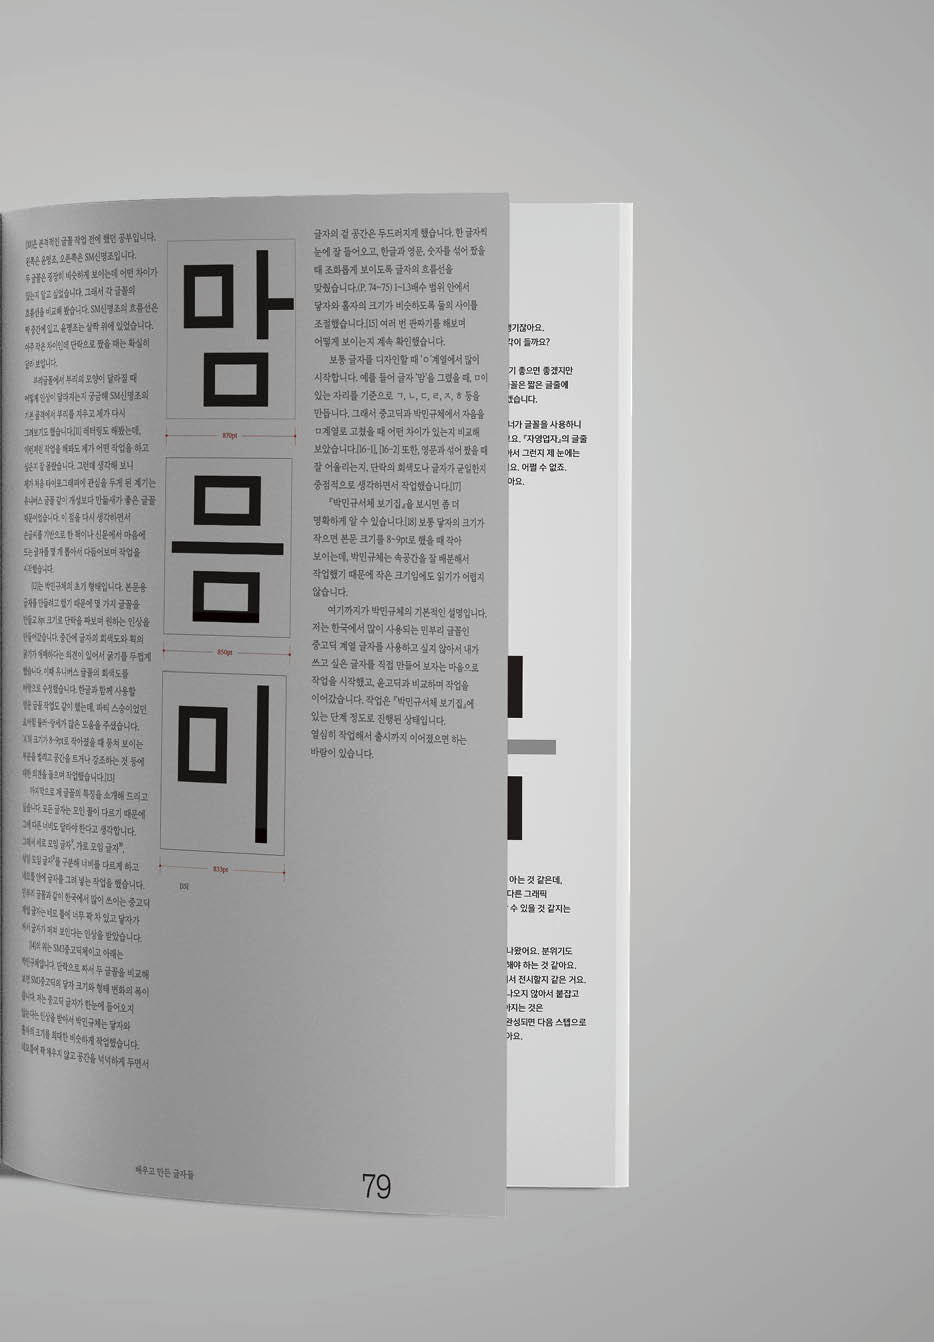 [10]은 본격적인 글꼴 작업 전에 했던 공부입니다.
왼쪽은 윤명조, 오른쪽은 SM신명조입니다.
두 글꼴은 굉장히 비슷하게 보이는데 어떤 차이가
있는지 알고 싶었습니다. 그래서 각 글꼴의
흐름선을 비교해 봤습니다. SM신명조의 흐름선은
딱 중간에 있고, 윤명조는 살짝 위에 있었습니다.
아주 작은 차이인데 단락으로 짰을 때는 확실히
달라 보입니다.
부리글꼴에서 부리의 모양이 달라질 때
어떻게 인상이 달라지는지 궁금해 SM신명조의
기본 골격에서 부리를 지우고 제가 다시
그려보기도 했습니다.[11] 레터링도 해봤는데,
이런저런 작업을 해봐도 제가 어떤 작업을 하고
싶은지 잘 몰랐습니다. 그런데 생각해 보니
제가 처음 타이포그래피에 관심을 두게 된 계기는
유니버스 글꼴 같이 개성보다 만듦새가 좋은 글꼴
때문이었습니다. 이 점을 다시 생각하면서
손글씨를 기반으로 한 책이나 신문에서 마음에
드는 글자를 몇 개 뽑아서 다듬어보며 작업을
시작했습니다.
[12]는 박민규체의 초기 형태입니다. 본문용
글자를 만들려고 했기 때문에 몇 가지 글꼴을
만들고 8pt 크기로 단락을 짜보며 원하는 인상을
만들어갔습니다. 중간에 글자의 회색도와 획의
굵기가 애매하다는 의견이 있어서 굵기를 두껍게
했습니다. 이때 유니버스 글꼴의 회색도를
바탕으로 수정했습니다. 한글과 함께 사용할
영문 글꼴 작업도 같이 했는데, 파티 스승이었던
많은 도움을 주셨습니다.
크기가 8~9pt로 작아졌을 때 뭉쳐 보이는
부분을 벌리고 공간을 트거나 강조하는 것 등에
대한 의견을 들으며 작업했습니다.[13]
마지막으로 제 글꼴의 특징을 소개해 드리고
싶습니다. 모든 글자는 모인 꼴이 다르기 때문에
그에 따른 너비도 달라야 한다고 생각합니다.
그래서 세로 모임 글자, 가로 모임 글자,
섞임 모임 글자를 구분해 너비를 다르게 하고
네모틀 안에 글자를 그려 넣는 작업을 했습니다.
민부리 글꼴과 같이 한국에서 많이 쓰이는 중고딕
계열 글자는 네모 틀이 너무 꽉 차 있고 닿자가
커서 글자가 퍼져 보인다는 인상을 받았습니다.
[14]의 위는 SM3중고딕체이고 아래는
박민규체입니다. 단락으로 짜서 두 글꼴을 비교해
보면 SM3중고딕의 닿자 크기와 형태 변화의 폭이
큽니다. 저는 중고딕 글자가 한눈에 들어오지
않는다는 인상을 받아서 박민규체는 닿자와
홀자의 크기를 최대한 비슷하게 작업했습니다.
네모틀에 꽉 채우지 않고 공간을 넉넉하게 두면서
맘
870pt
믐
850pt
미
833pt
[15]
글자의 겉 공간은 두드러지게 했습니다. 한 글자씩
눈에 잘 들어오고, 한글과 영문, 숫자를 섞어 짰을
때 조화롭게 보이도록 글자의 흐름선을
맞췄습니다.(P. 74~75) 1~1.3배수 범위 안에서
닿자와 홀자의 크기가 비슷하도록 둘의 사이를
조절했습니다.[15] 여러 번 판짜기를 해보며
어떻게 보이는지 계속 확인했습니다.
보통 글자를 디자인할 때 'ㅇ'계열에서 많이
시작합니다. 예를 들어 글자 '맘'을 그렸을 때, ㅁ이
있는 자리를 기준으로 ㄱ, ㄴ, ㄷ, ㄹ, ㅈ, ㅎ 등을
만듭니다. 그래서 중고딕과 박민규체에서 자음을
ㅁ계열로 고쳤을 때 어떤 차이가 있는지 비교해
보았습니다.[16-1], [16-2] 또한, 영문과 섞어 짰을 때
잘 어울리는지, 단락의 회색도나 글자가 균일한지
중점적으로 생각하면서 작업했습니다.[17]
『박민규서체 보기집』을 보시면 좀 더
명확하게 알 수 있습니다.[18] 보통 닿자의 크기가
작으면 본문 크기를 8~9pt로 했을 때 작아
보이는데, 박민규체는 속공간을 잘 배분해서
작업했기 때문에 작은 크기임에도 읽기가 어렵지
않습니다.
여기까지가 박민규체의 기본적인 설명입니다.
저는 한국에서 많이 사용되는 민부리 글꼴인
중고딕 계열 글자를 사용하고 싶지 않아서 내가
쓰고 싶은 글자를 직접 만들어 보자는 마음으로
작업을 시작했고, 윤고딕과 비교하며 작업을
이어갔습니다. 작업은 『박민규서체 보기집』에
있는 단계 정도로 진행된 상태입니다.
열심히 작업해서 출시까지 이어졌으면 하는
바람이 있습니다.
배우고 만든 글자들
79
생기잖아요.
각이 들까요?
기 좋으면 좋겠지만
꼴은 짧은 글줄에
겠습니다.
너가 글꼴을 사용하니
요. 『자영업자』의 글줄
아서 그런지 제 눈에는
요. 어쩔 수 없죠.
아요.
아는 것 같은데,
다른 그래픽
수 있을 것 같지는
나왔어요. 분위기도
해야 하는 것 같아요.
서 전시할지 같은 거요.
나오지 않아서 붙잡고
아지는 것은
완성되면 다음 스텝으로
아요.